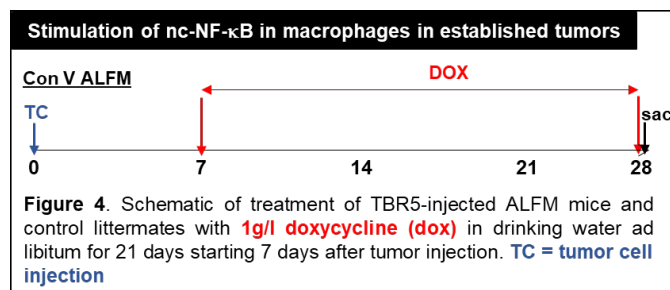 Stimulation of nc-NF-κB in macrophages in established tumors
Con V ALFM
DOX
TC
sac
0 7 14 21 28
Figure 4. Schematic of treatment of TBR5-injected ALFM mice and
control littermates with 1g/l doxycycline (dox) in drinking water ad
libitum for 21 days starting 7 days after tumor injection. TC = tumor cell
injection